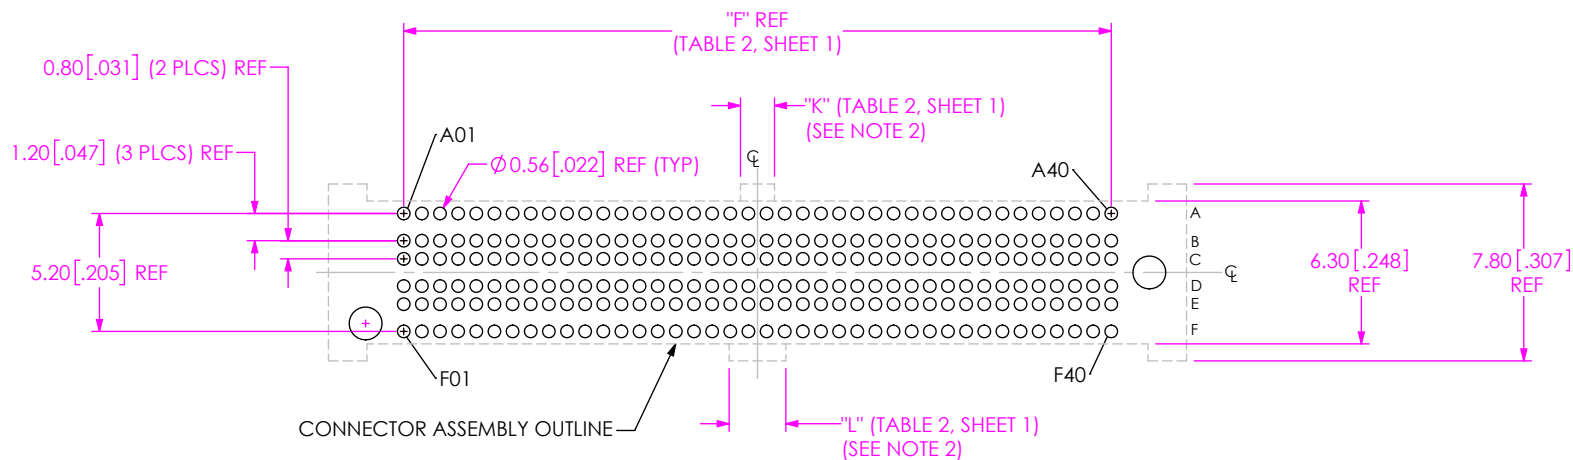 "F" REF
(TABLE 2, SHEET 1)
0.80[.031] (2 PLCS) REF
"K" (TABLE 2, SHEET 1)
(SEE NOTE 2)
A01
1.20[.047] (3 PLCS) REF
℄
Ø0.56[.022] REF (TYP)
A40
A
B
C
D
E
F
5.20[.205] REF
℄
6.30[.248]
REF
7.80[.307]
REF
F01
F40
CONNECTOR ASSEMBLY OUTLINE
"L" (TABLE 2, SHEET 1)
(SEE NOTE 2)